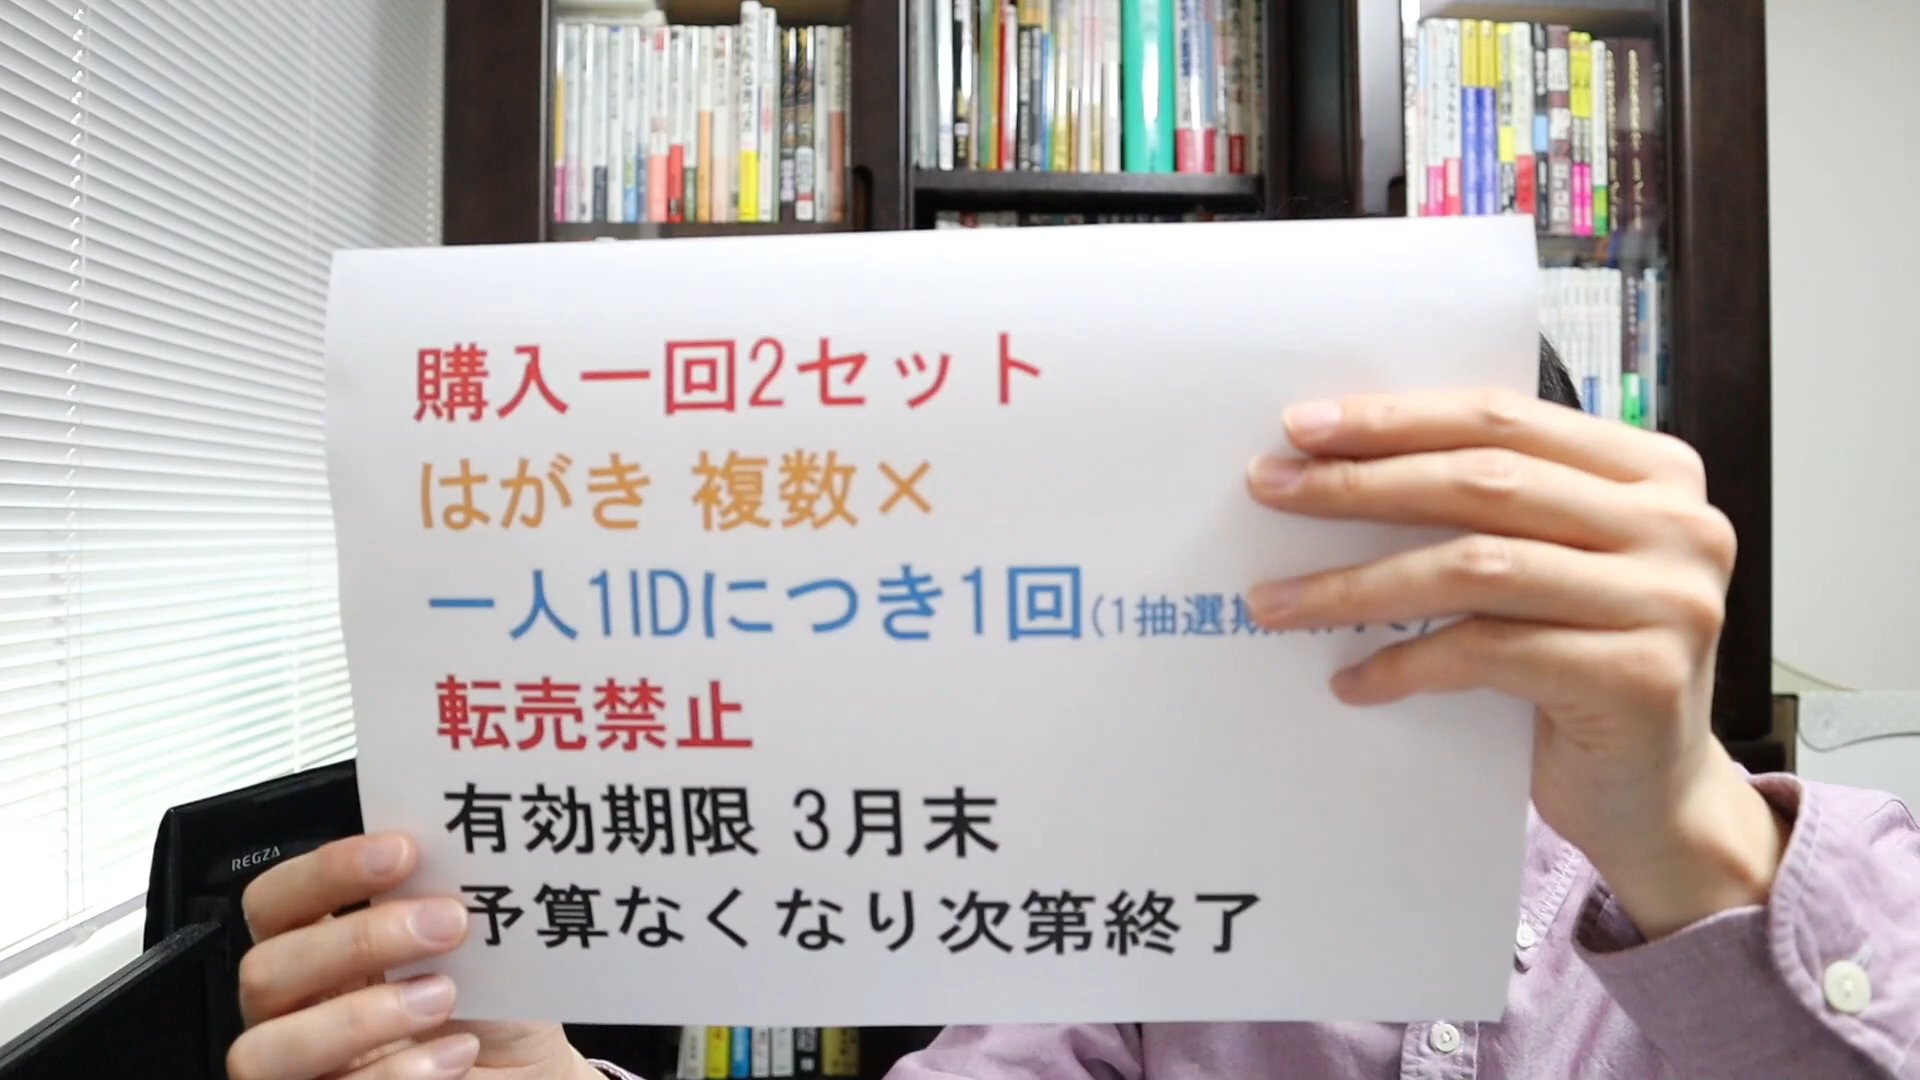 購入一回2セット
はがき 複数×
一人1IDにつき1回(1抽選
転売禁止
有効期限 3月末
予算なくなり次第終了
REGZA